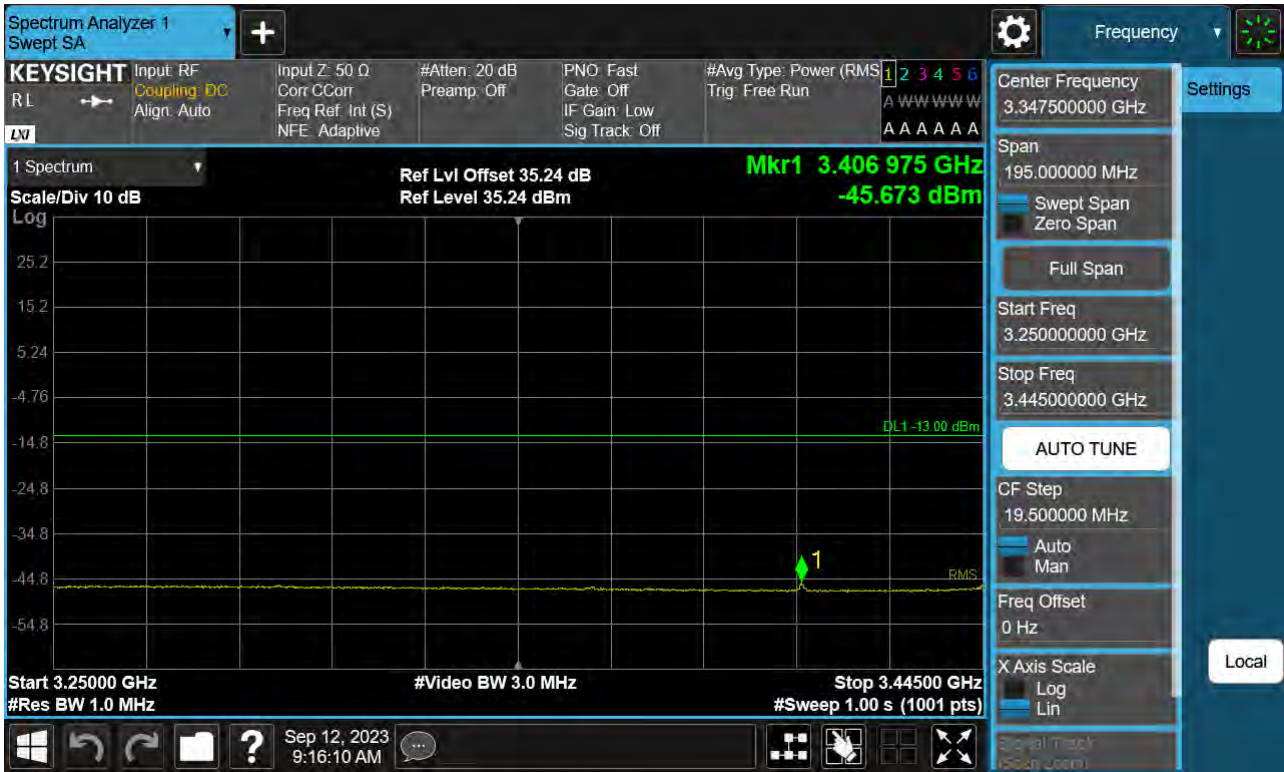 Spectrum Analyzer 1
Swept SA
+
Frequency
KEYSIGHT
RL
LXI
Input: RF
Coupling: DC
Align: Auto
Input Z: 50 Ω
Corr CCorr
Freq Ref: Int (S)
NFE: Adaptive
#Atten: 20 dB
Preamp: Off
PNO: Fast
Gate: Off
IF Gain: Low
Sig Track: Off
#Avg Type: Power (RMS
Trig: Free Run
1 2 3 4 5 6
A W W W W W
A A A A A A
1 Spectrum
Scale/Div 10 dB
Log
Ref Lvl Offset 35.24 dB
Ref Level 35.24 dBm
Mkr1 3.406 975 GHz
-45.673 dBm
25.2
15.2
5.24
-4.76
-14.8
-24.8
-34.8
-44.8
-54.8
DL1 -13.00 dBm
1
RMS
Start 3.25000 GHz
#Video BW 3.0 MHz
Stop 3.44500 GHz
#Res BW 1.0 MHz
#Sweep 1.00 s (1001 pts)
Center Frequency
3.347500000 GHz
Settings
Span
195.000000 MHz
Swept Span
Zero Span
Full Span
Start Freq
3.250000000 GHz
Stop Freq
3.445000000 GHz
AUTO TUNE
CF Step
19.500000 MHz
Auto
Man
Freq Offset
0 Hz
X Axis Scale
Log
Lin
Signal Track
(Span Zoom)
Local
?
Sep 12, 2023
9:16:10 AM